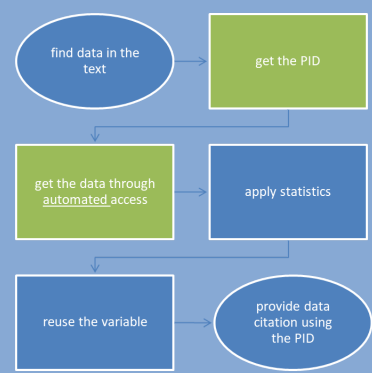 find data in the
text
get the PID
get the data through
automated access
apply statistics
reuse the variable
provide data
citation using
the PID